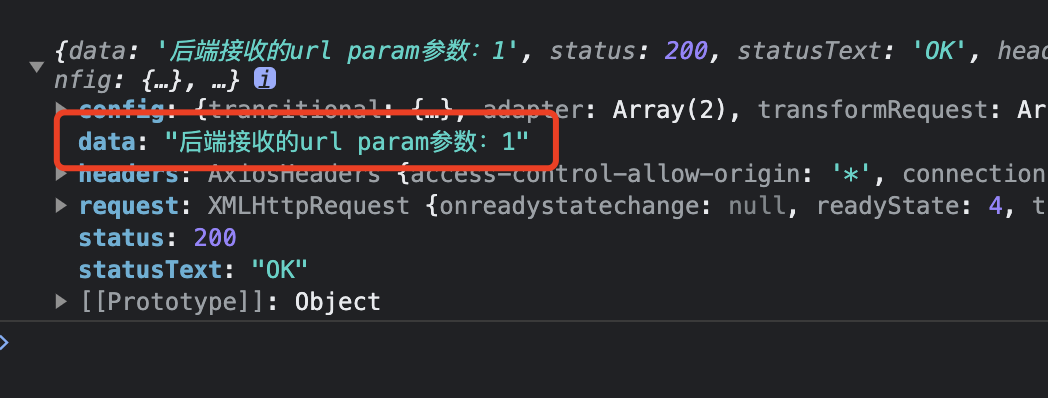 {data: '后端接收的url param参数：1', status: 200, statusText: 'OK', head
nfig: {…}, …} i
config: {transitional: {…}, adapter: Array(2), transformRequest: Ar
data: "后端接收的url param参数：1"
headers: AxiosHeaders {access-control-allow-origin: '*', connection
request: XMLHttpRequest {onreadystatechange: null, readyState: 4, t
status: 200
statusText: "OK"
[[Prototype]]: Object